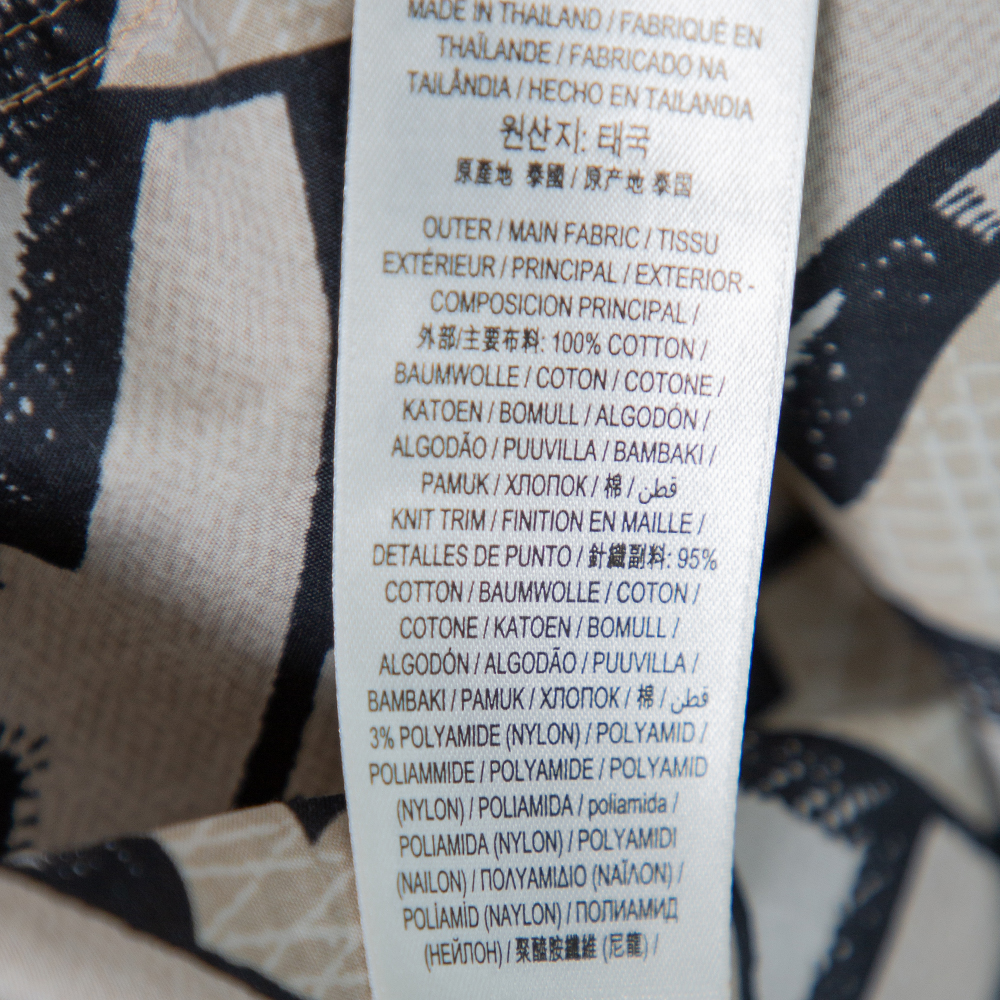 MADE IN THAILAND / FABRIQUÉ EN
THAÏLANDE / FABRICADO NA
TAILÂNDIA / HECHO EN TAILANDIA
원산지: 태국
原產地 泰國 / 原产地 泰国
OUTER / MAIN FABRIC / TISSU
EXTÉRIEUR / PRINCIPAL / EXTERIOR -
COMPOSICION PRINCIPAL /
外部/主要布料: 100% COTTON /
BAUMWOLLE / COTON / COTONE /
KATOEN / BOMULL / ALGODÓN /
ALGODÃO / PUUVILLA / BAMBAKI /
PAMUK / ХЛОПОК / 棉 / قطن
KNIT TRIM / FINITION EN MAILLE /
DETALLES DE PUNTO / 針織副料: 95%
COTTON / BAUMWOLLE / COTON /
COTONE / KATOEN / BOMULL /
ALGODÓN / ALGODÃO / PUUVILLA /
BAMBAKI / PAMUK / ХЛОПОК / 棉 / قطن
3% POLYAMIDE (NYLON) / POLYAMID /
POLIAMMIDE / POLYAMIDE / POLYAMID
(NYLON) / POLIAMIDA / poliamida /
POLIAMIDA (NYLON) / POLYAMIDI
(NAILON) / ΠΟΛΥΑΜΙΔΙΟ (ΝΑΪΛΟΝ) /
POLİAMİD (NAYLON) / ПОЛИАМИД
(НЕЙЛОН) / 聚醯胺纖維 (尼龍) /